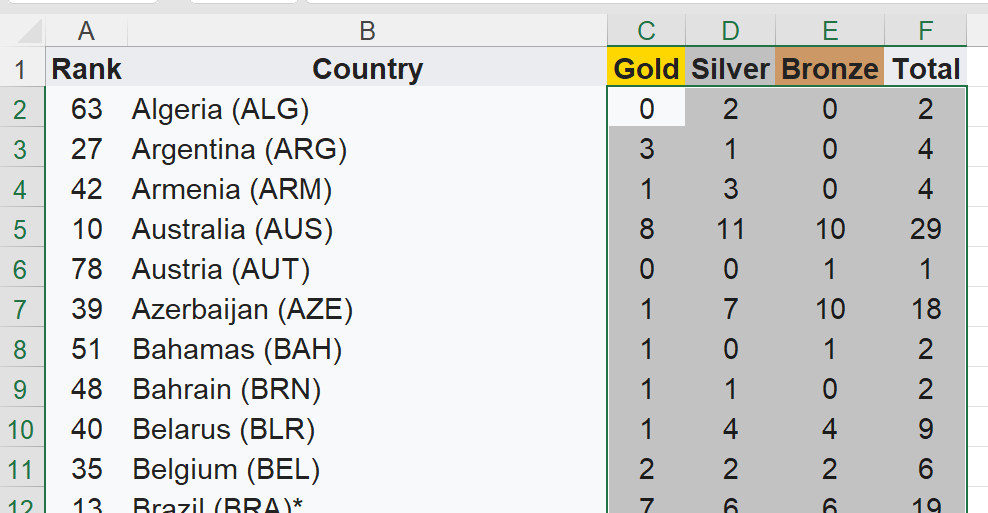 A B C D E F
1 Rank Country Gold Silver Bronze Total
2 63 Algeria (ALG) 0 2 0 2
3 27 Argentina (ARG) 3 1 0 4
4 42 Armenia (ARM) 1 3 0 4
5 10 Australia (AUS) 8 11 10 29
6 78 Austria (AUT) 0 0 1 1
7 39 Azerbaijan (AZE) 1 7 10 18
8 51 Bahamas (BAH) 1 0 1 2
9 48 Bahrain (BRN) 1 1 0 2
10 40 Belarus (BLR) 1 4 4 9
11 35 Belgium (BEL) 2 2 2 6
12 13 Brazil (BRA)* 7 6 6 19